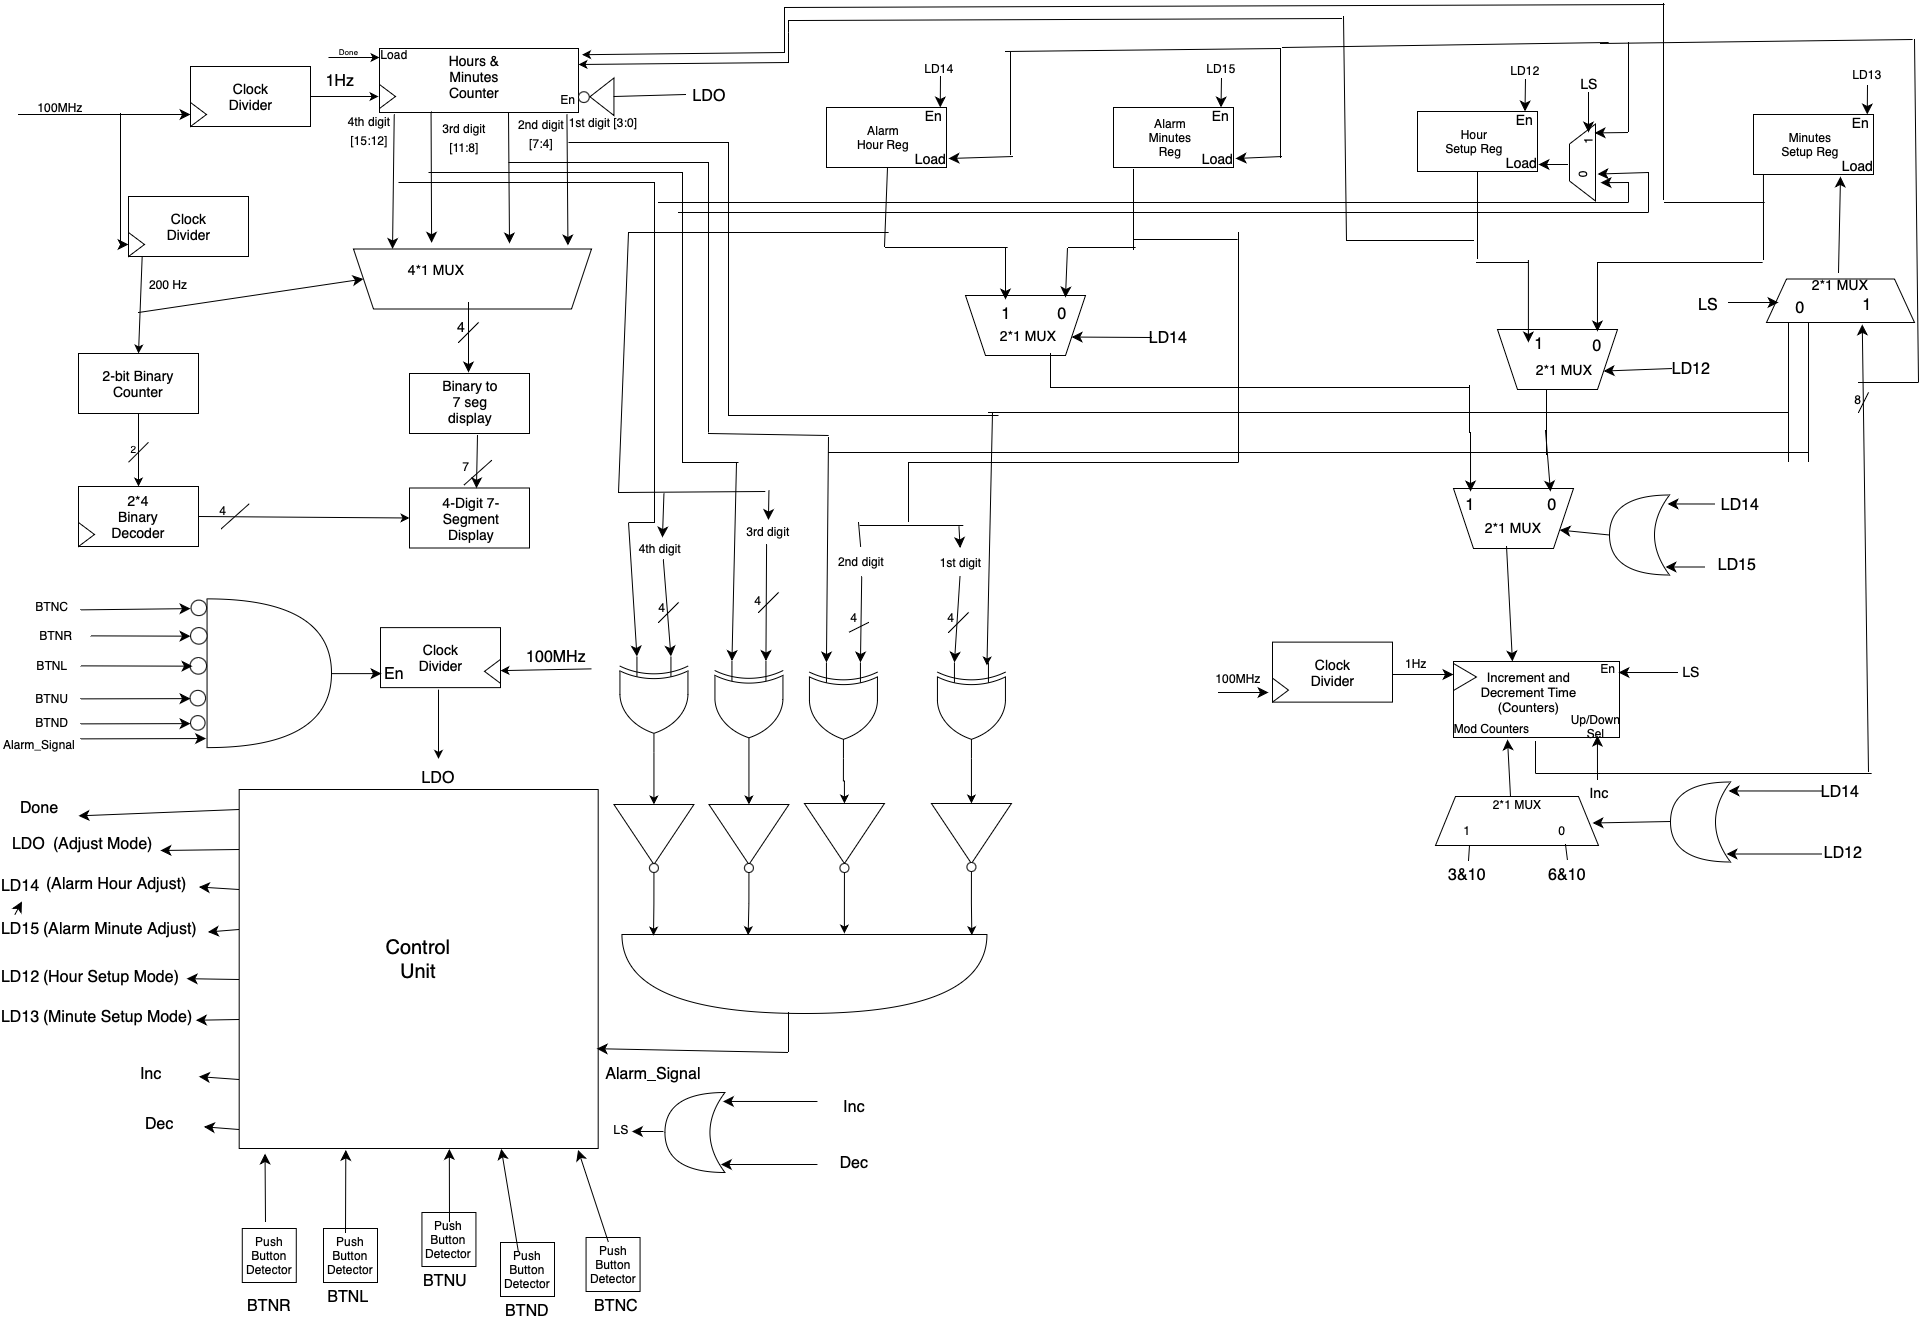 Done
Load
Hours &
Minutes
Counter
En
LDO
Clock
Divider
1Hz
100MHz
4th digit
[15:12]
3rd digit
[11:8]
2nd digit
[7:4]
1st digit [3:0]
LD14
En
Alarm
Hour Reg
Load
LD15
En
Alarm
Minutes
Reg
Load
LD12
En
Hour
Setup Reg
Load
LS
1
0
LD13
En
Minutes
Setup Reg
Load
Clock
Divider
200 Hz
4*1 MUX
4
1
0
2*1 MUX
LD14
1
0
2*1 MUX
LD12
LS
2*1 MUX
0
1
8
2-bit Binary
Counter
2
Binary to
7 seg
display
7
2*4
Binary
Decoder
4
4-Digit 7-
Segment
Display
4th digit
3rd digit
2nd digit
1st digit
4
4
4
4
1
0
2*1 MUX
LD14
LD15
BTNC
BTNR
BTNL
BTNU
BTND
Alarm_Signal
Clock
Divider
En
100MHz
LDO
100MHz
Clock
Divider
1Hz
En
Increment and
Decrement Time
(Counters)
Mod Counters
Up/Down
Sel
LS
Inc
2*1 MUX
1
0
3&10
6&10
LD14
LD12
Done
LDO (Adjust Mode)
LD14 (Alarm Hour Adjust)
LD15 (Alarm Minute Adjust)
LD12 (Hour Setup Mode)
LD13 (Minute Setup Mode)
Inc
Dec
Control
Unit
Alarm_Signal
LS
Inc
Dec
Push
Button
Detector
BTNR
Push
Button
Detector
BTNL
Push
Button
Detector
BTNU
Push
Button
Detector
BTND
Push
Button
Detector
BTNC